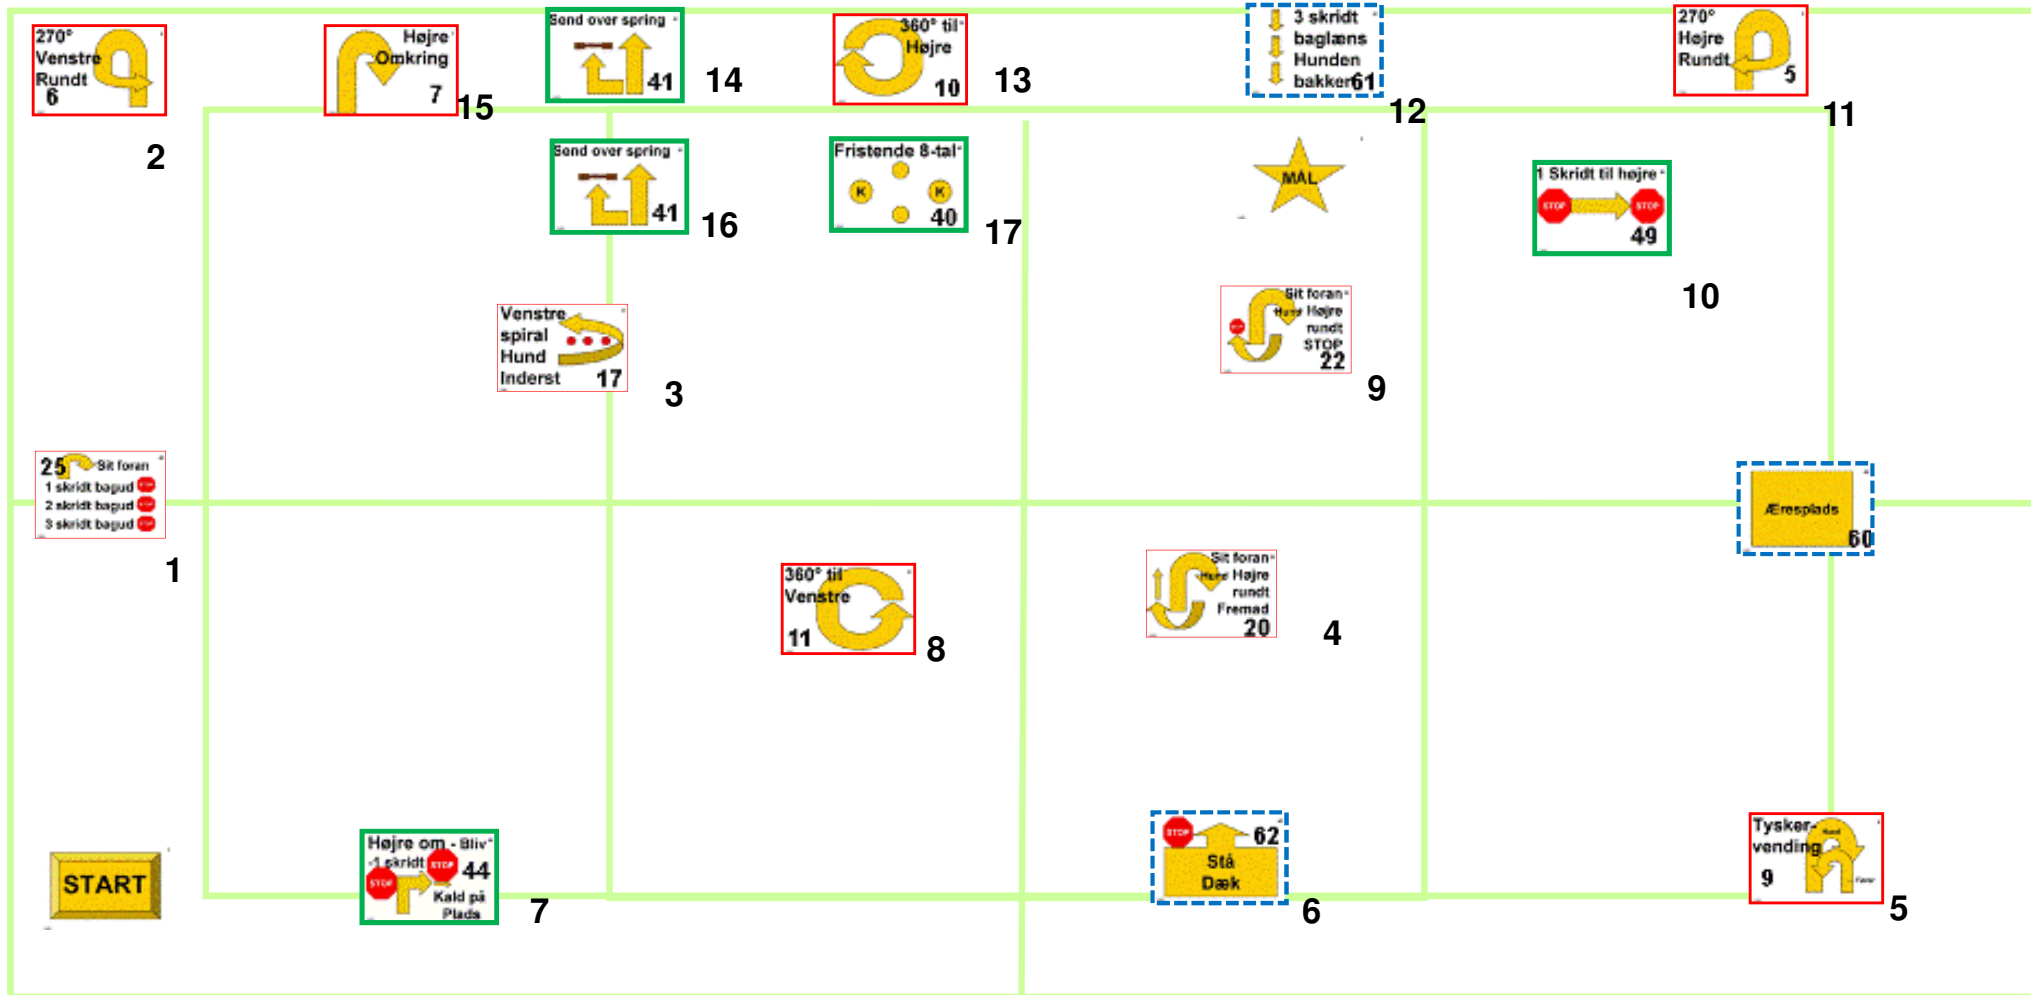 270°
Venstre
Rundt
6
2
Højre
Omkring
7
15
Send over spring
41
14
360° til
Højre
10
13
3 skridt
baglæns
Hunden
bakker
61
12
270°
Højre
Rundt
5
11
Send over spring
41
16
Fristende 8-tal
K
K
40
17
MÅL
1 Skridt til højre
STOP
STOP
49
10
Venstre
spiral
Hund
Inderst
17
3
Sit foran
Hund Højre
rundt
STOP
22
9
25
Sit foran
1 skridt bagud
2 skridt bagud
3 skridt bagud
1
Æresplads
60
360° til
Venstre
11
8
Sit foran
Hund Højre
rundt
Fremad
20
4
START
Højre om - Bliv
-1 skridt
STOP
STOP
44
Kald på
Plads
7
STOP
62
Stå
Dæk
6
Tysker-
vending
Hund
9
Fører
5